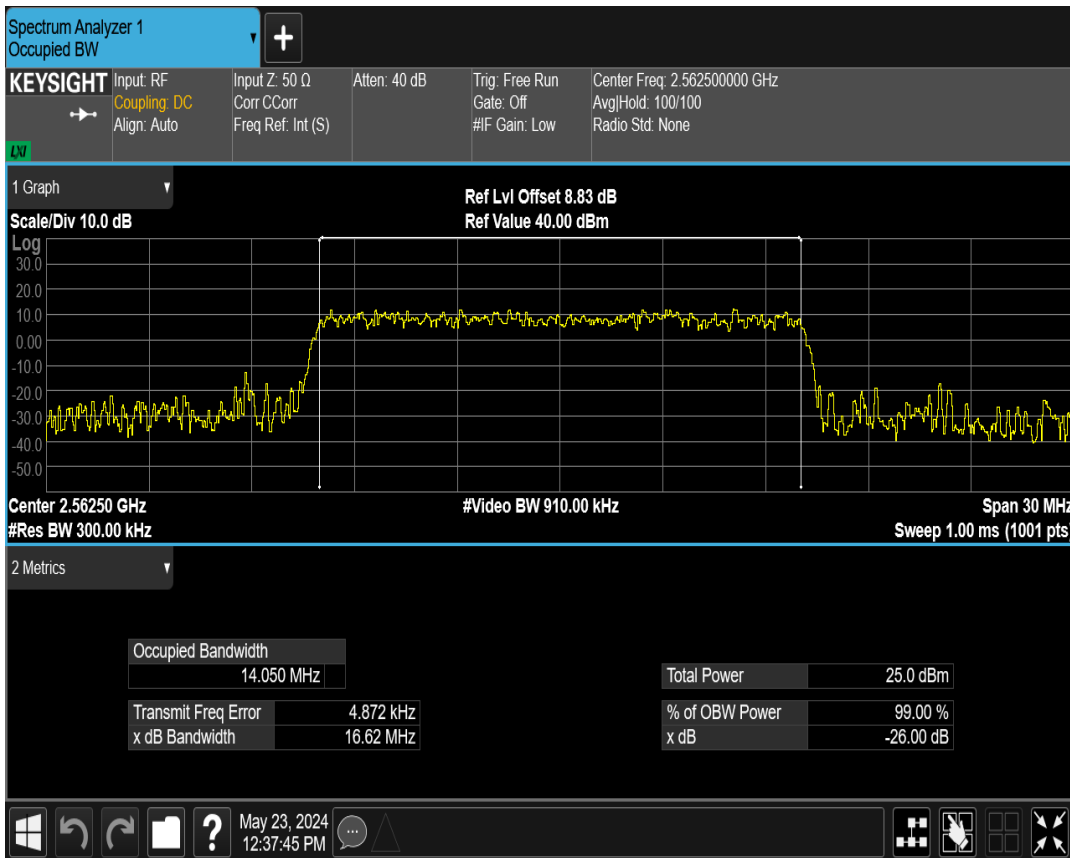 Spectrum Analyzer 1
Occupied BW
+
KEYSIGHT
LXI
Input: RF
Coupling: DC
Align: Auto
Input Z: 50 Ω
Corr CCorr
Freq Ref: Int (S)
Atten: 40 dB
Trig: Free Run
Gate: Off
#IF Gain: Low
Center Freq: 2.562500000 GHz
Avg|Hold: 100/100
Radio Std: None
1 Graph
Scale/Div 10.0 dB
Ref Lvl Offset 8.83 dB
Ref Value 40.00 dBm
Log
30.0
20.0
10.0
0.00
-10.0
-20.0
-30.0
-40.0
-50.0
Center 2.56250 GHz
#Video BW 910.00 kHz
Span 30 MHz
#Res BW 300.00 kHz
Sweep 1.00 ms (1001 pts)
2 Metrics
Occupied Bandwidth
14.050 MHz
Total Power 25.0 dBm
Transmit Freq Error 4.872 kHz
% of OBW Power 99.00 %
x dB Bandwidth 16.62 MHz
x dB -26.00 dB
?
May 23, 2024
12:37:45 PM